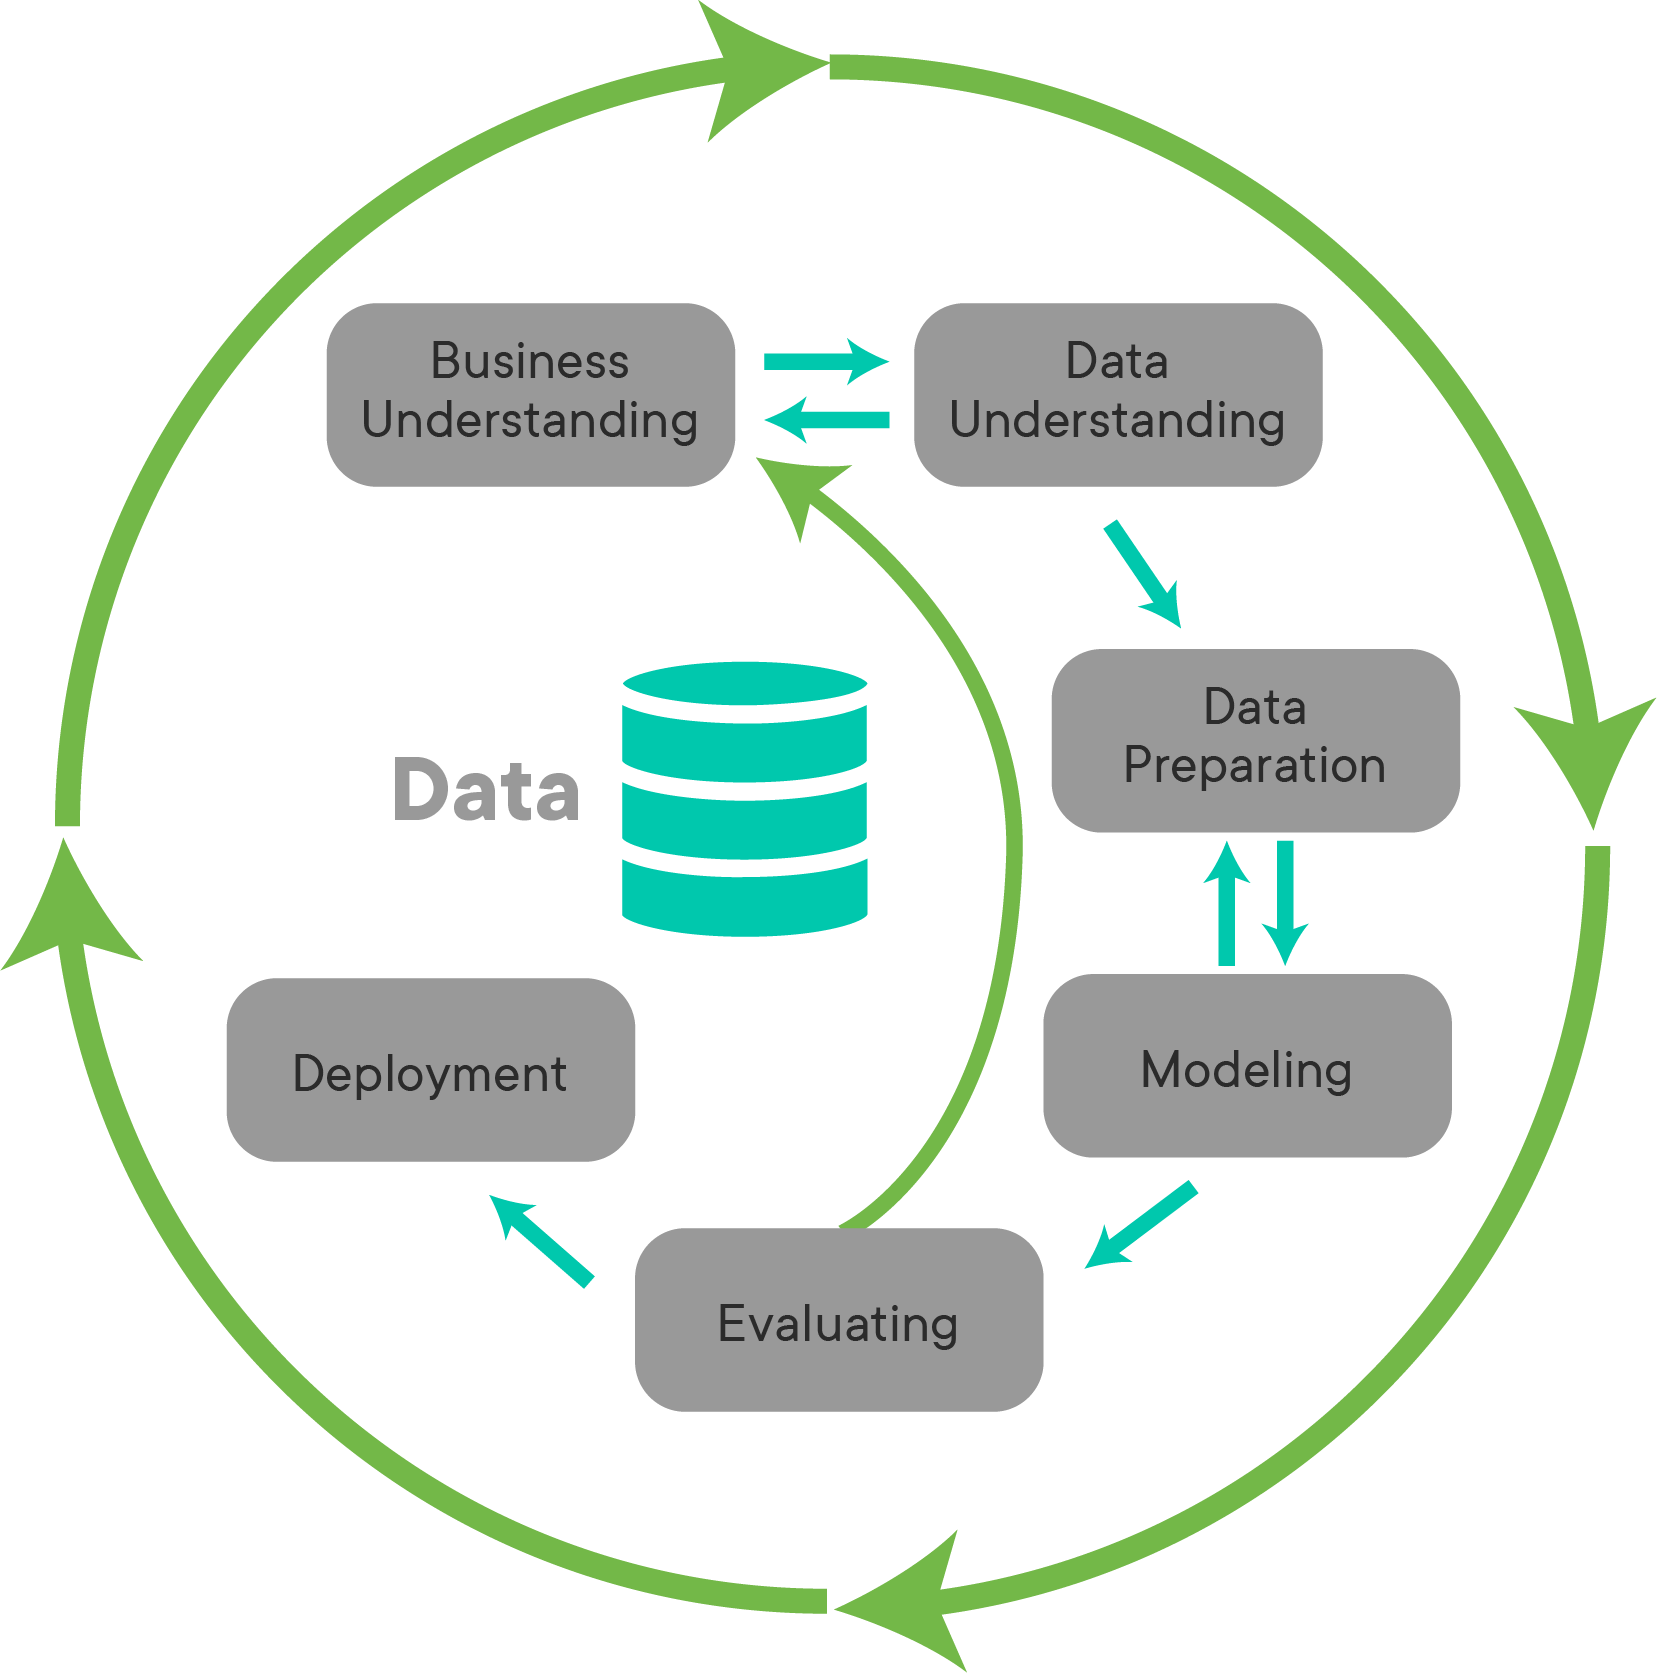 Business
Understanding
Data
Understanding
Data
Preparation
Data
Deployment
Modeling
Evaluating